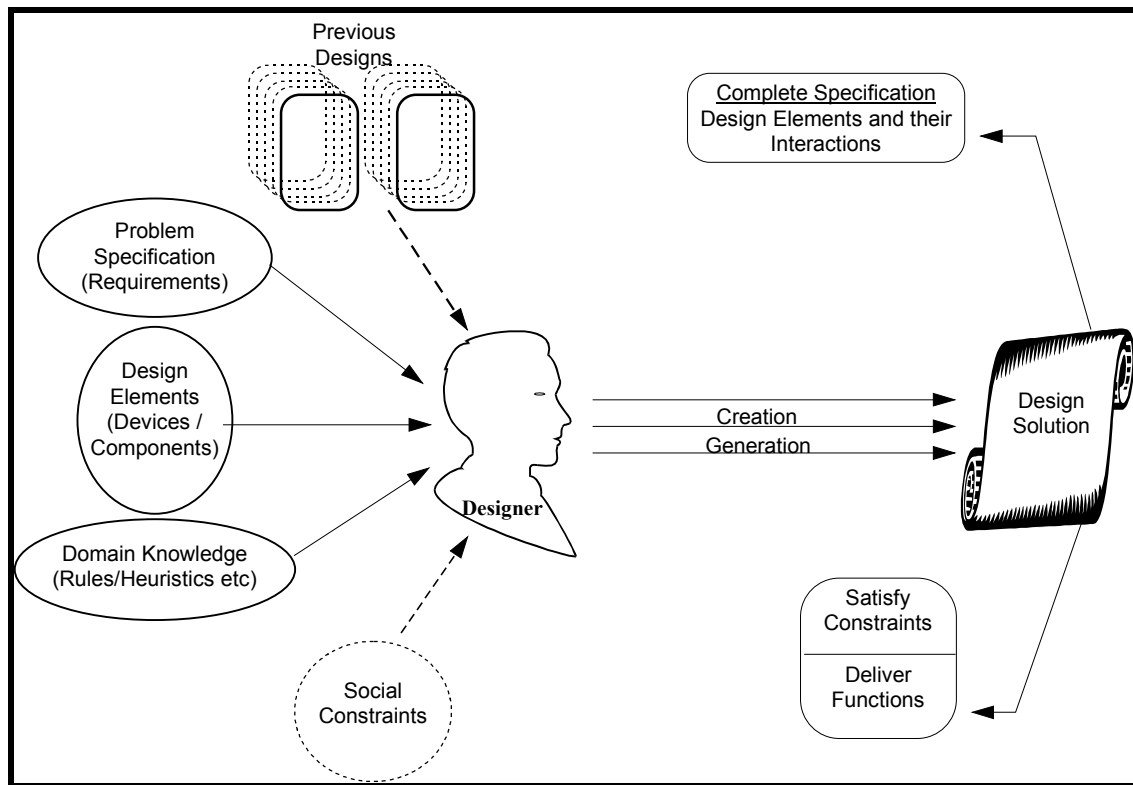 Previous
Designs
Complete Specification
Design Elements and their
Interactions
Problem
Specification
(Requirements)
Design
Elements
(Devices /
Components)
Domain Knowledge
(Rules/Heuristics etc)
Social
Constraints
Designer
Creation
Generation
Design
Solution
Satisfy
Constraints
Deliver
Functions